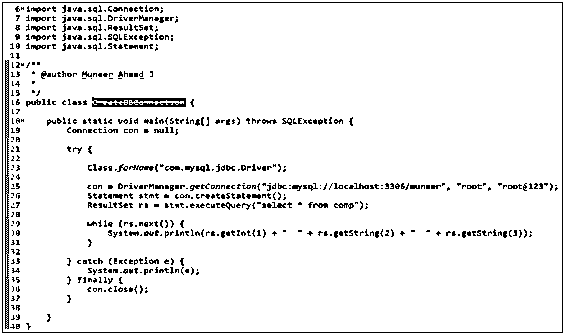 6 import java.sql.Connection;
7 import java.sql.DriverManager;
8 import java.sql.ResultSet;
9 import java.sql.SQLException;
10 import java.sql.Statement;
11
12 /**
13 * @author Muneer Ahmed J
14 *
15 */
16 public class CreateDBConnection {
17
18 public static void main(String[] args) throws SQLException {
19 Connection con = null;
20
21 try {
22
23 Class.forName("com.mysql.jdbc.Driver");
24
25 con = DriverManager.getConnection("jdbc:mysql://localhost:3306/muneer", "root", "root@123");
26 Statement stmt = con.createStatement();
27 ResultSet rs = stmt.executeQuery("select * from comp");
28
29 while (rs.next()) {
30 System.out.println(rs.getInt(1) + "  " + rs.getString(2) + "  " + rs.getString(3));
31 }
32
33 } catch (Exception e) {
34 System.out.println(e);
35 } finally {
36 con.close();
37 }
38
39 }
40 }